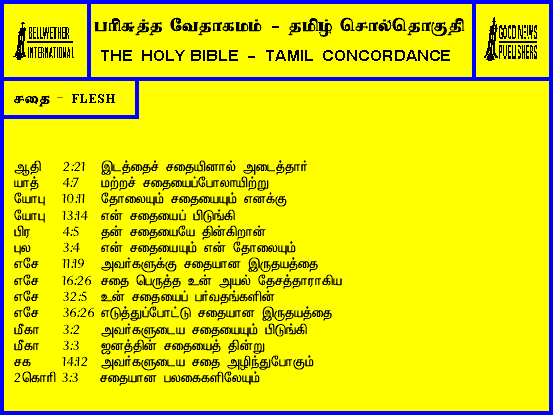 BELLWETHER
INTERNATIONAL
பரிசுத்த வேதாகமம் - தமிழ் சொல்தொகுதி
THE HOLY BIBLE - TAMIL CONCORDANCE
GOOD NEWS
PUBLISHERS
சதை - FLESH
ஆதி 2:21 இடத்தைச் சதையினால் அடைத்தார்
யாத் 4:7 மற்றச் சதையைப்போலாயிற்று
யோபு 10:11 தோலையும் சதையையும் எனக்கு
யோபு 13:14 என் சதையைப் பிடுங்கி
பிர 4:5 தன் சதையையே தின்கிறான்
புல 3:4 என் சதையையும் என் தோலையும்
எசே 11:19 அவர்களுக்கு சதையான இருதயத்தை
எசே 16:26 சதை பெருத்த உன் அயல் தேசத்தாராகிய
எசே 32:5 உன் சதையைப் பர்வதங்களின்
எசே 36:26 எடுத்துப்போட்டு சதையான இருதயத்தை
மீகா 3:2 அவர்களுடைய சதையையும் பிடுங்கி
மீகா 3:3 ஜனத்தின் சதையைத் தின்று
சக 14:12 அவர்களுடைய சதை அழிந்துபோகும்
2கொரி 3:3 சதையான பலகைகளிலேயும்